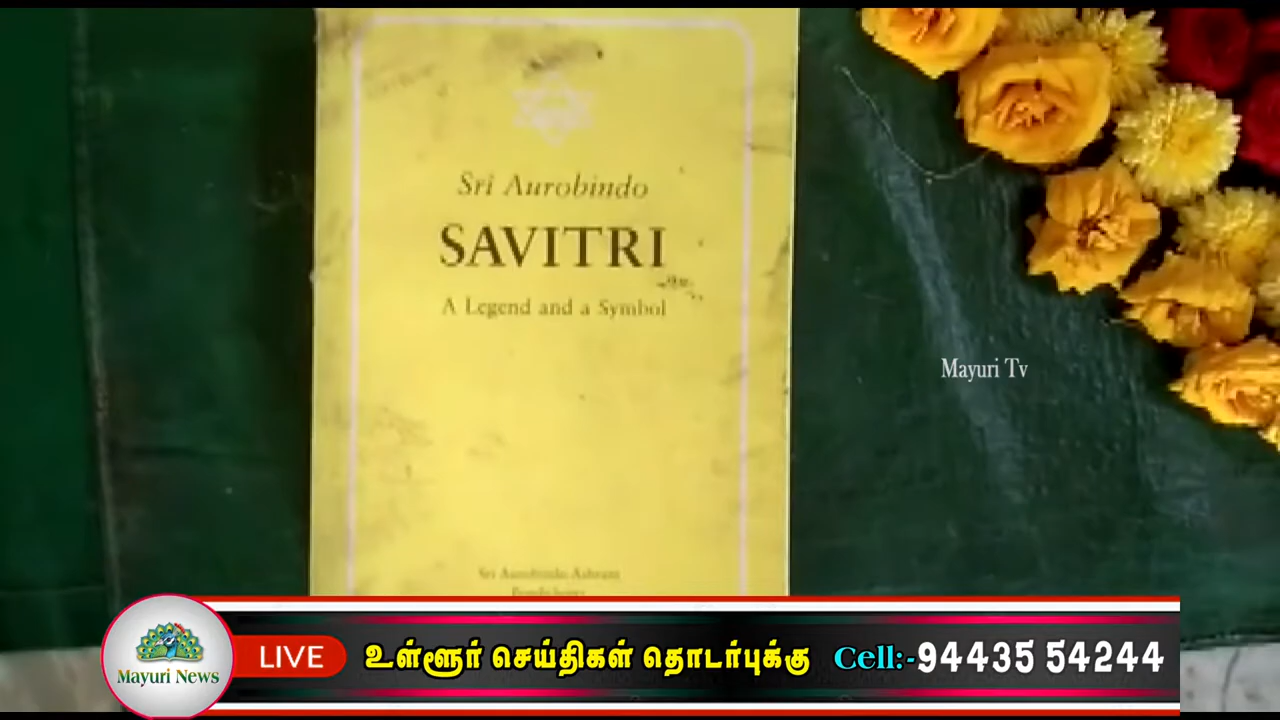 Sri Aurobindo
SAVITRI
A Legend and a Symbol
Mayuri Tv
Sri Aurobindo Ashram
Mayuri News
LIVE
உள்ளூர் செய்திகள் தொடர்புக்கு Cell:-94435 54244